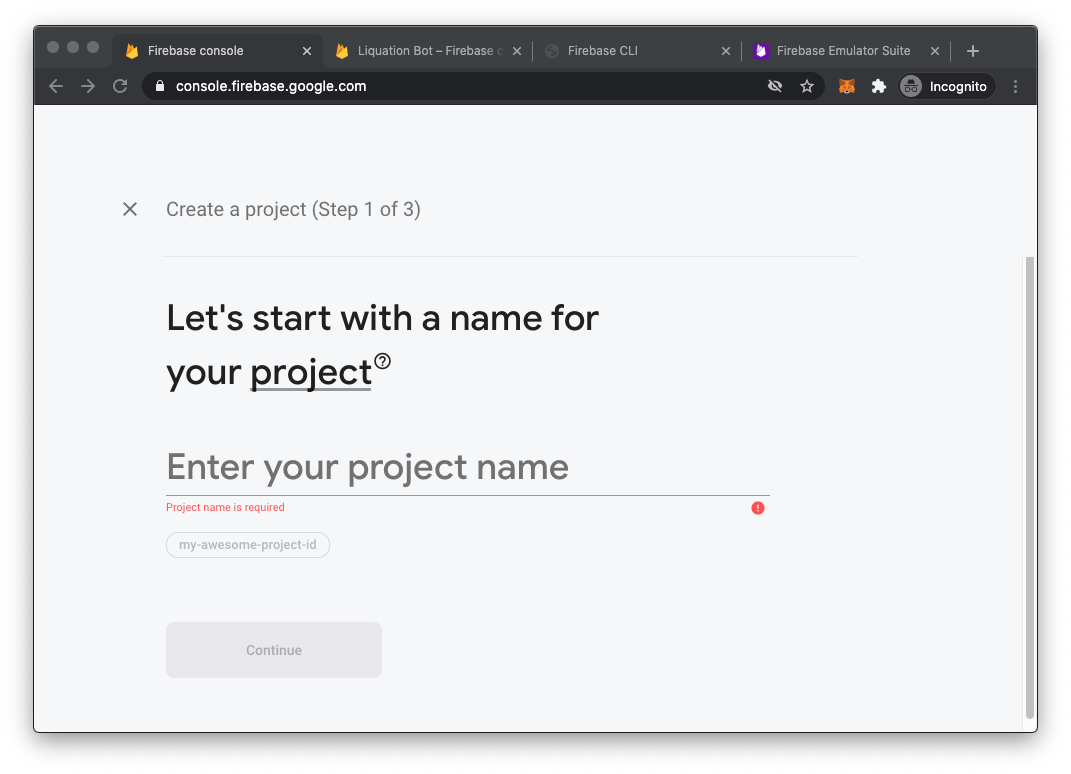 Firebase console
Liquation Bot – Firebase c
Firebase CLI
Firebase Emulator Suite
console.firebase.google.com
Incognito
Create a project (Step 1 of 3)
Let's start with a name for
your project
Enter your project name
Project name is required
my-awesome-project-id
Continue